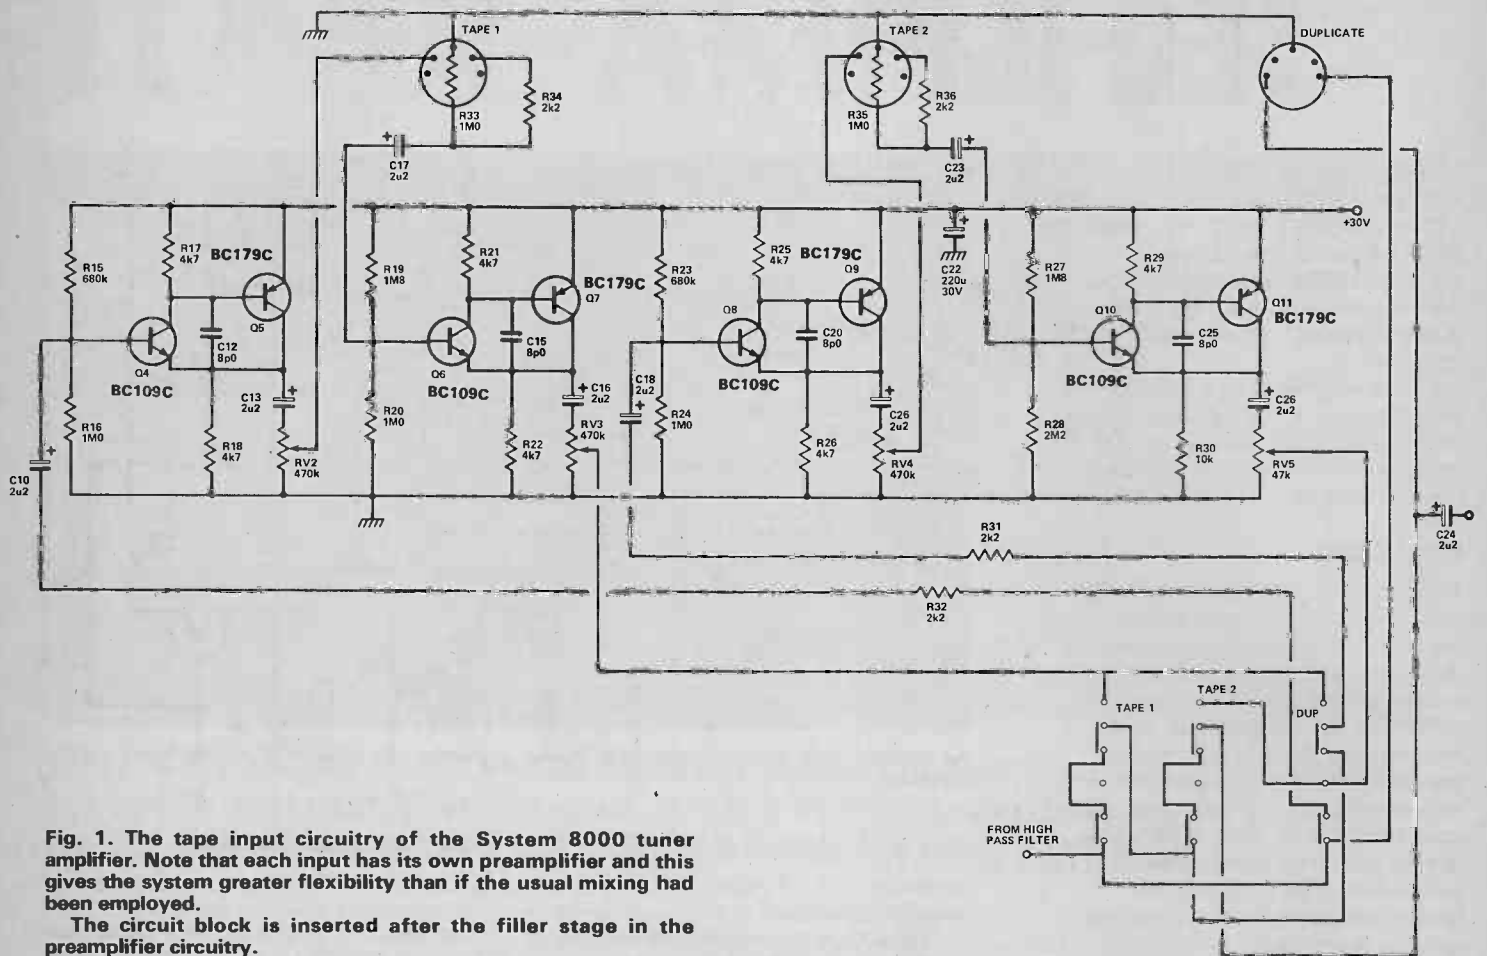 TAPE 1
TAPE 2
DUPLICATE
R33
1M0
R34
2k2
C17
2u2
R35
1M0
R36
2k2
C23
2u2
+30V
R15
680k
R17
4k7
BC179C
Q5
R19
1M8
R21
4k7
BC179C
Q7
R23
680k
R25
4k7
BC179C
Q9
C22
220u
30V
R27
1M8
R29
4k7
Q11
BC179C
Q4
BC109C
C12
8p0
Q6
BC109C
C15
8p0
Q8
BC109C
C20
8p0
Q10
BC109C
C25
8p0
R16
1M0
R18
4k7
C13
2u2
RV2
470k
R20
1M0
R22
4k7
C16
2u2
RV3
470k
C18
2u2
R24
1M0
R26
4k7
C26
2u2
RV4
470k
R28
2M2
R30
10k
C26
2u2
RV5
47k
C10
2u2
C24
2u2
R31
2k2
R32
2k2
TAPE 1
TAPE 2
DUP
FROM HIGH
PASS FILTER
Fig. 1. The tape input circuitry of the System 8000 tuner
amplifier. Note that each input has its own preamplifier and this
gives the system greater flexibility than if the usual mixing had
been employed.
The circuit block is inserted after the filler stage in the
preamplifier circuitry.